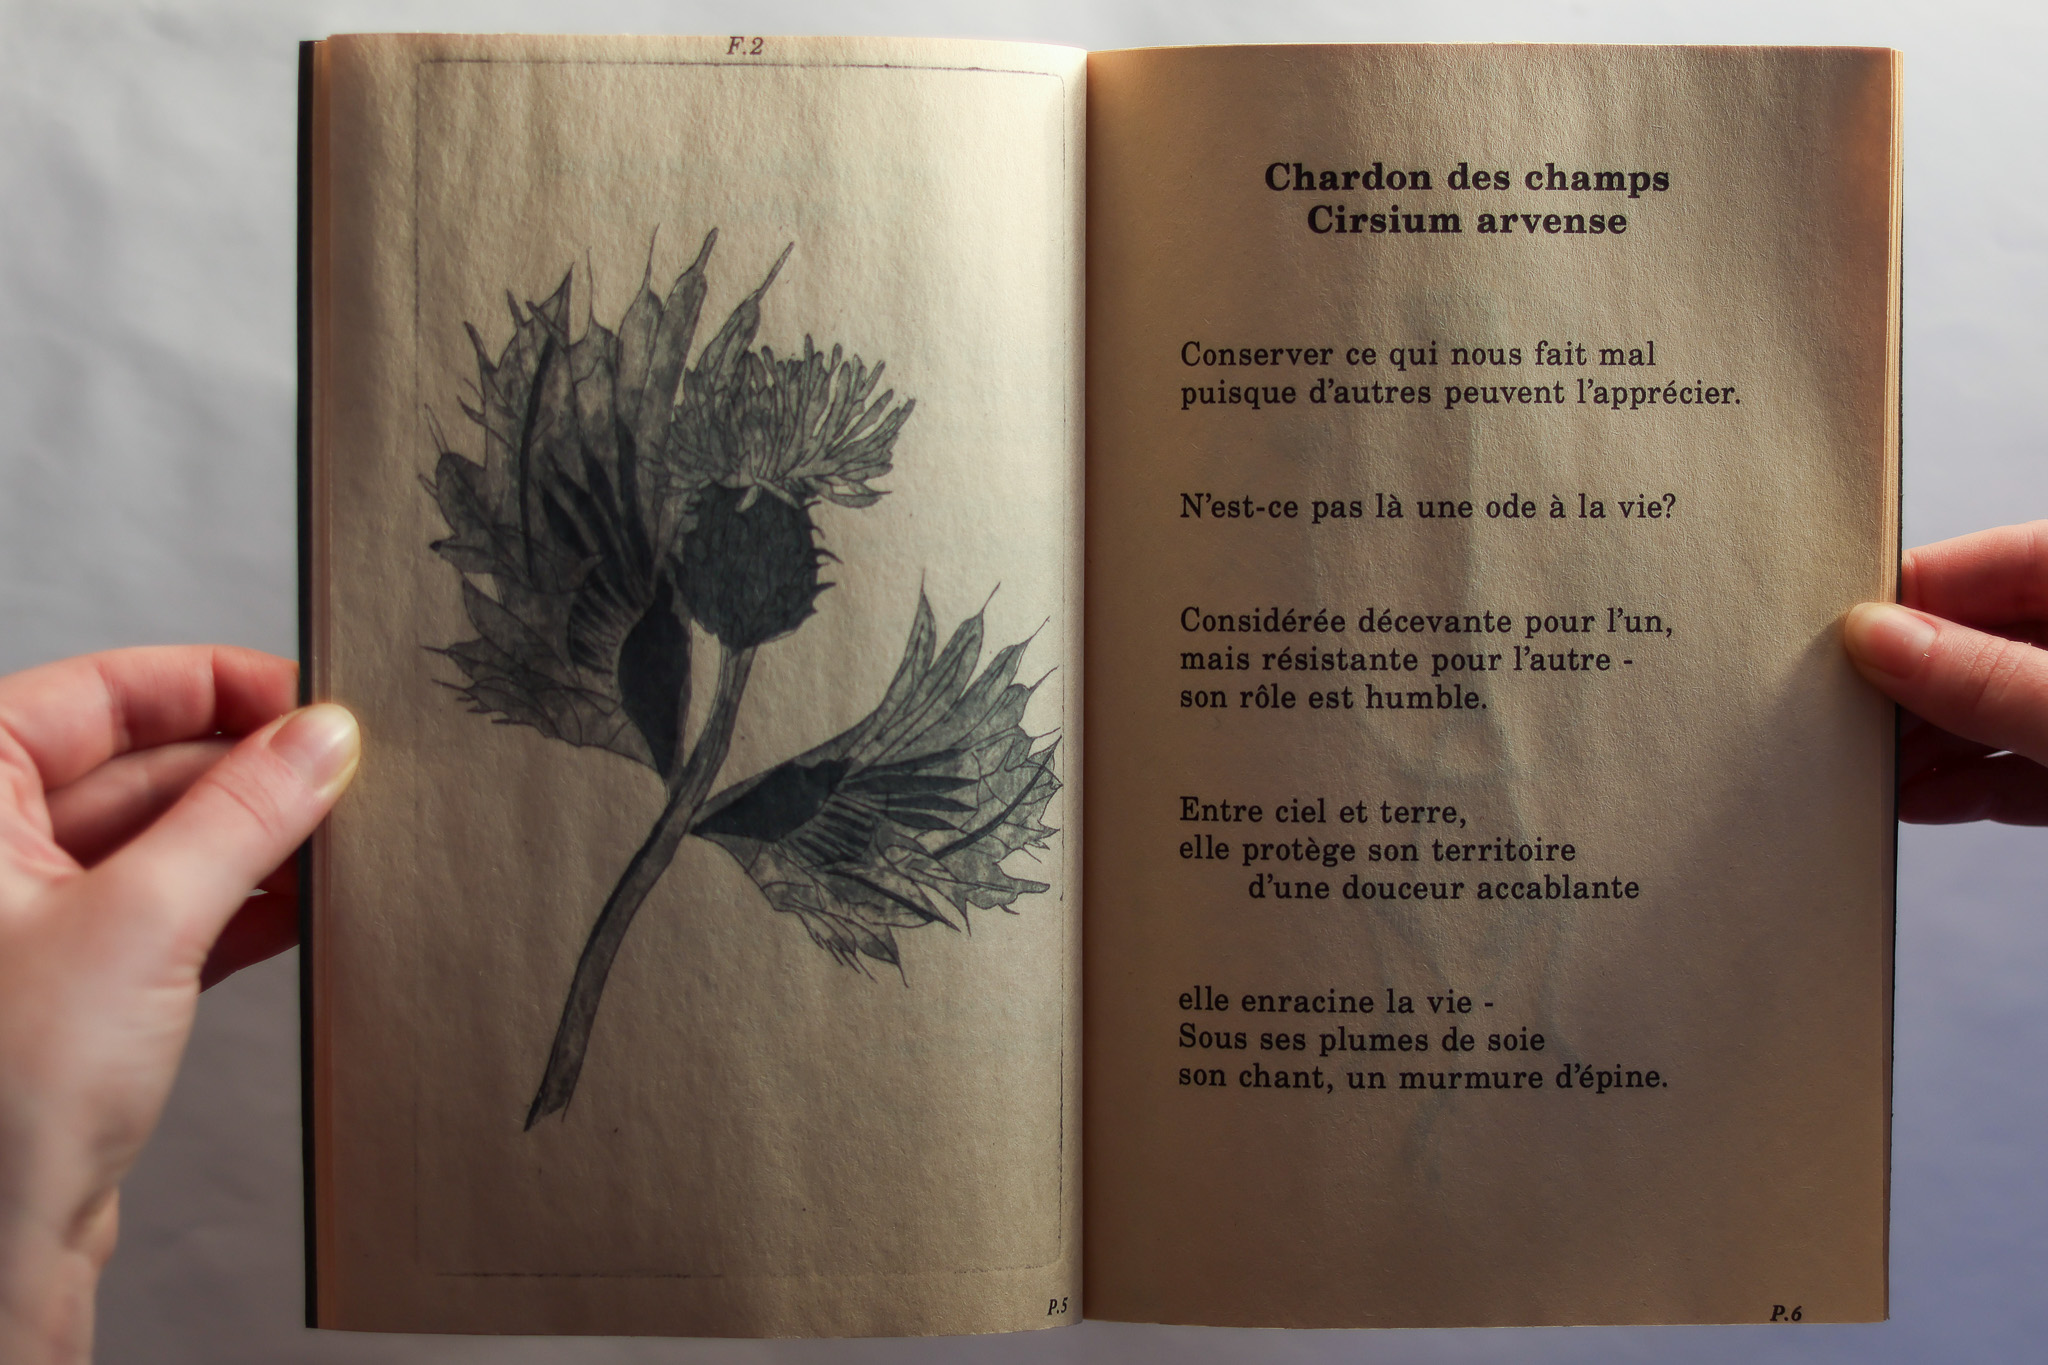 F.2
P.5
Chardon des champs
Cirsium arvense
Conserver ce qui nous fait mal
puisque d'autres peuvent l'apprécier.
N'est-ce pas là une ode à la vie?
Considérée décevante pour l'un,
mais résistante pour l'autre -
son rôle est humble.
Entre ciel et terre,
elle protège son territoire
d'une douceur accablante
elle enracine la vie -
Sous ses plumes de soie
son chant, un murmure d'épine.
P.6